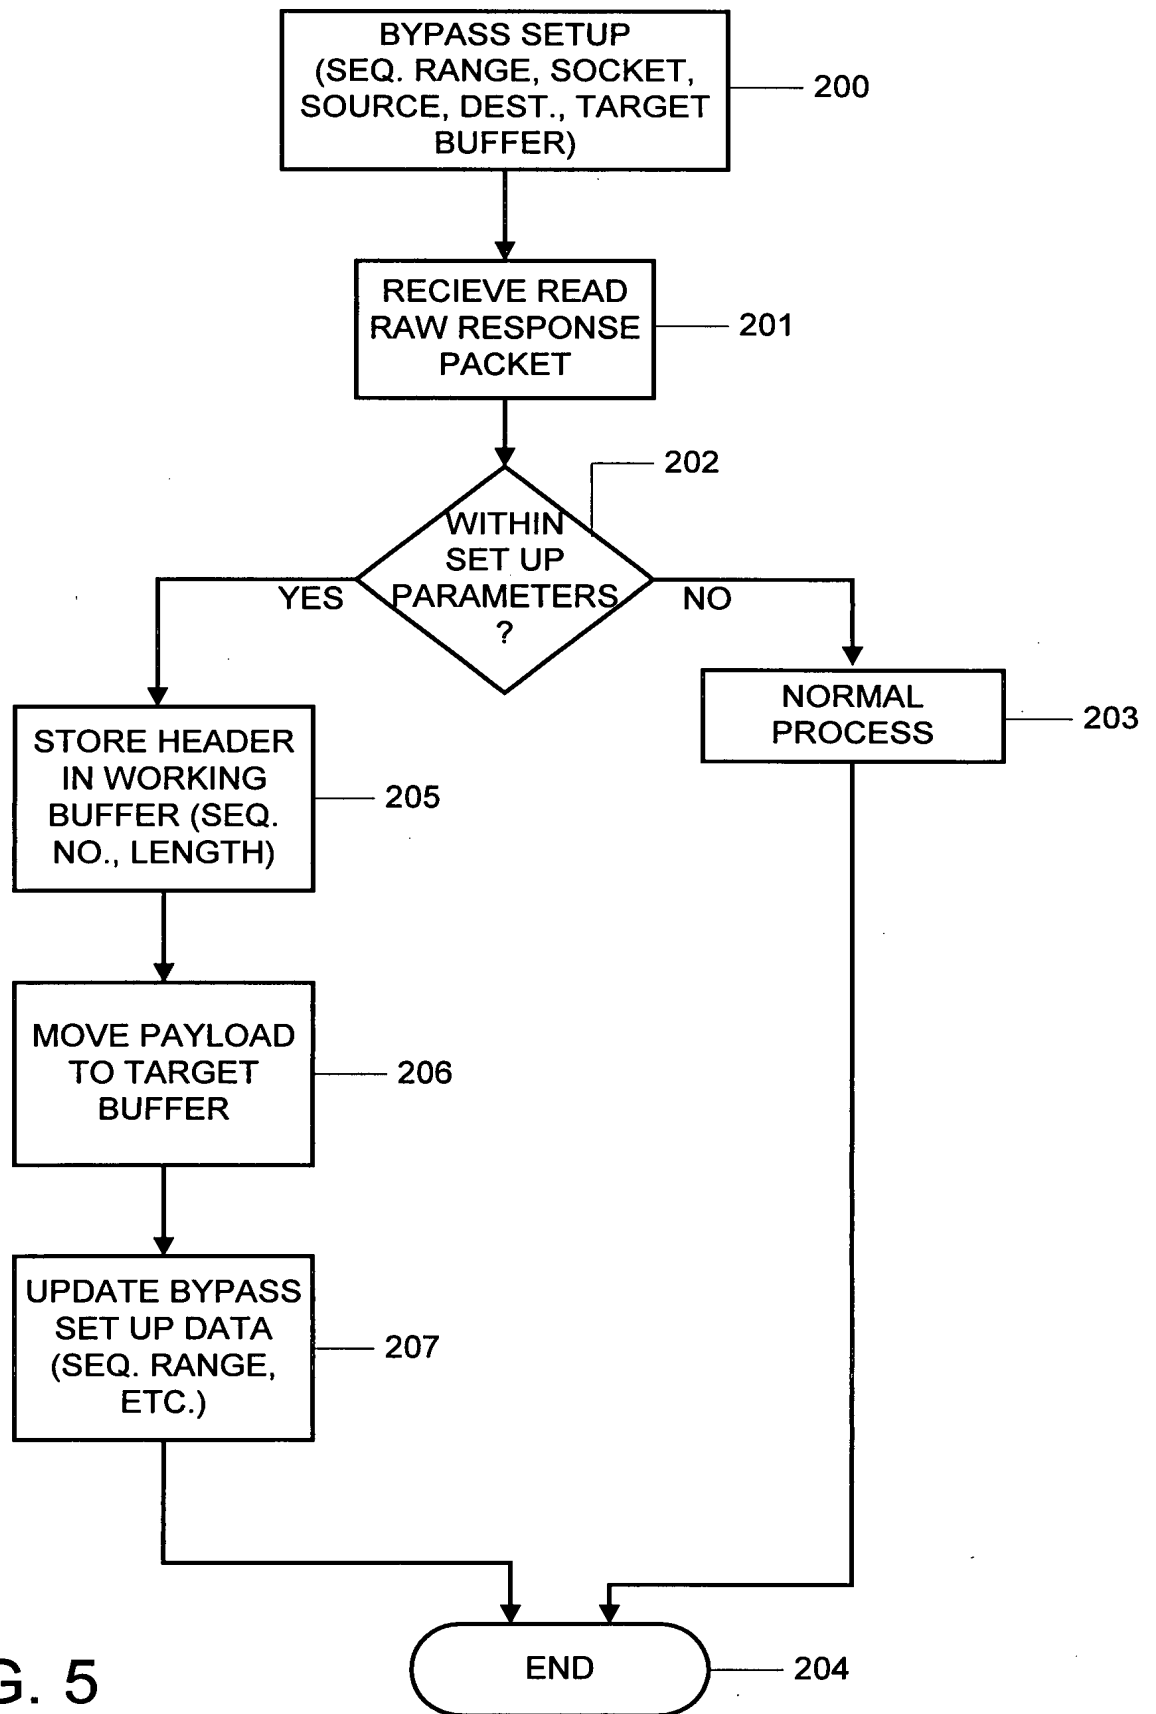 BYPASS SETUP
(SEQ. RANGE, SOCKET,
SOURCE, DEST., TARGET
BUFFER)
200
RECIEVE READ
RAW RESPONSE
PACKET
201
202
WITHIN
SET UP
PARAMETERS
?
YES
NO
NORMAL
PROCESS
203
STORE HEADER
IN WORKING
BUFFER (SEQ.
NO., LENGTH)
205
MOVE PAYLOAD
TO TARGET
BUFFER
206
UPDATE BYPASS
SET UP DATA
(SEQ. RANGE,
ETC.)
207
END
204
G. 5